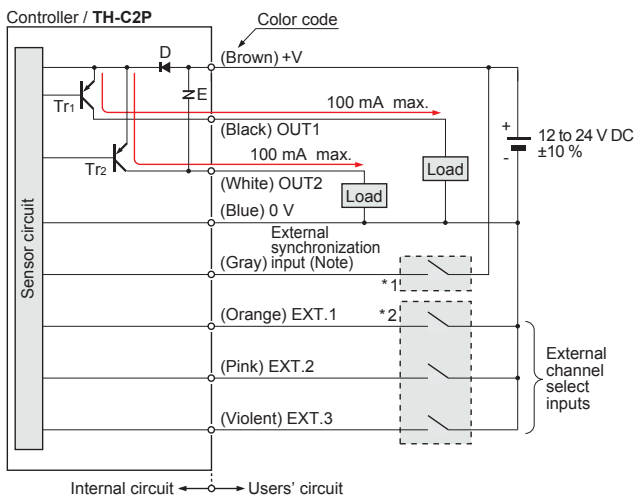 Controller / TH-C2P
Color code
D
(Brown) +V
E
Tr1
100 mA max.
(Black) OUT1
+
12 to 24 V DC
±10 %
-
100 mA max.
Tr2
Load
(White) OUT2
Load
(Blue) 0 V
Sensor circuit
External
synchronization
(Gray) input (Note)
*1
(Orange) EXT.1
*2
(Pink) EXT.2
External
channel
select
inputs
(Violent) EXT.3
Internal circuit
Users' circuit